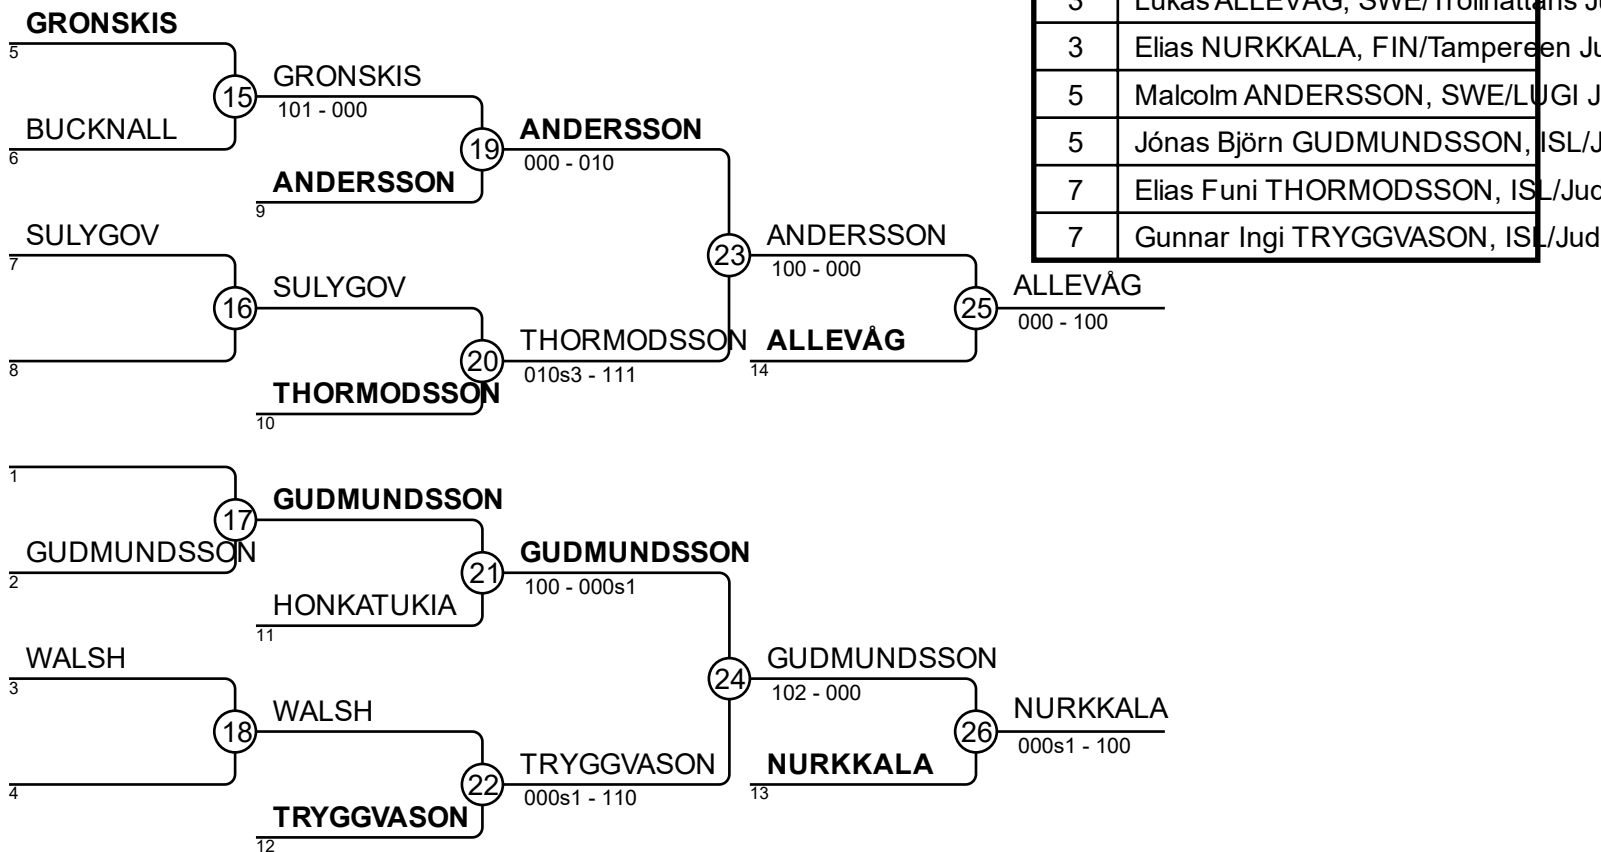 GRONSKIS
5
15
GRONSKIS
101 - 000
BUCKNALL
6
19
ANDERSSON
000 - 010
ANDERSSON
9
SULYGOV
7
16
SULYGOV
8
20
THORMODSSON
010s3 - 111
THORMODSSON
10
23
ANDERSSON
100 - 000
ALLEVÅG
14
25
ALLEVÅG
000 - 100
1
17
GUDMUNDSSON
GUDMUNDSSON
2
21
GUDMUNDSSON
100 - 000s1
HONKATUKIA
11
WALSH
3
18
WALSH
4
22
TRYGGVASON
000s1 - 110
TRYGGVASON
12
24
GUDMUNDSSON
102 - 000
NURKKALA
13
26
NURKKALA
000s1 - 100
3 Lukas ALLEVÅG, SWE/Trollhättans Ju
3 Elias NURKKALA, FIN/Tampereen Ju
5 Malcolm ANDERSSON, SWE/LUGI J
5 Jónas Björn GUDMUNDSSON, ISL/J
7 Elias Funi THORMODSSON, ISL/Jud
7 Gunnar Ingi TRYGGVASON, ISL/Jud